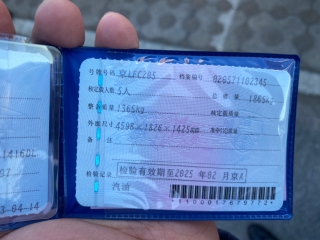 号牌号码 京LFC205 档案编号
核定载人数 5人 总质量 1865kg
整备质量 1365kg 核定载质量
外廓尺寸 4598×1826×1425mm 准牵引总质量
备注
检验记录 检验有效期至2025年02月京A
汽油
1416DL